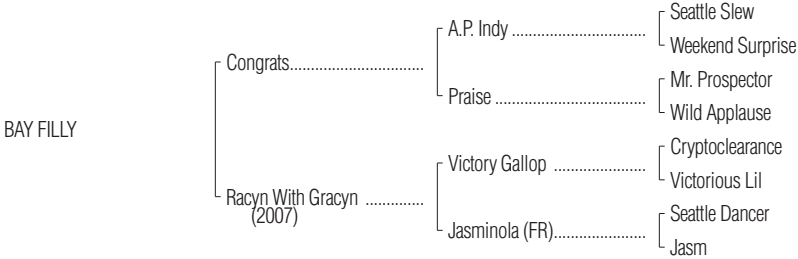 Seattle Slew
A.P. Indy ................................
Weekend Surprise
Congrats................................
Mr. Prospector
Praise ....................................
Wild Applause
BAY FILLY
Cryptoclearance
Victory Gallop ......................
Victorious Lil
Racyn With Gracyn ..............
(2007)
Seattle Dancer
Jasminola (FR)......................
Jasm